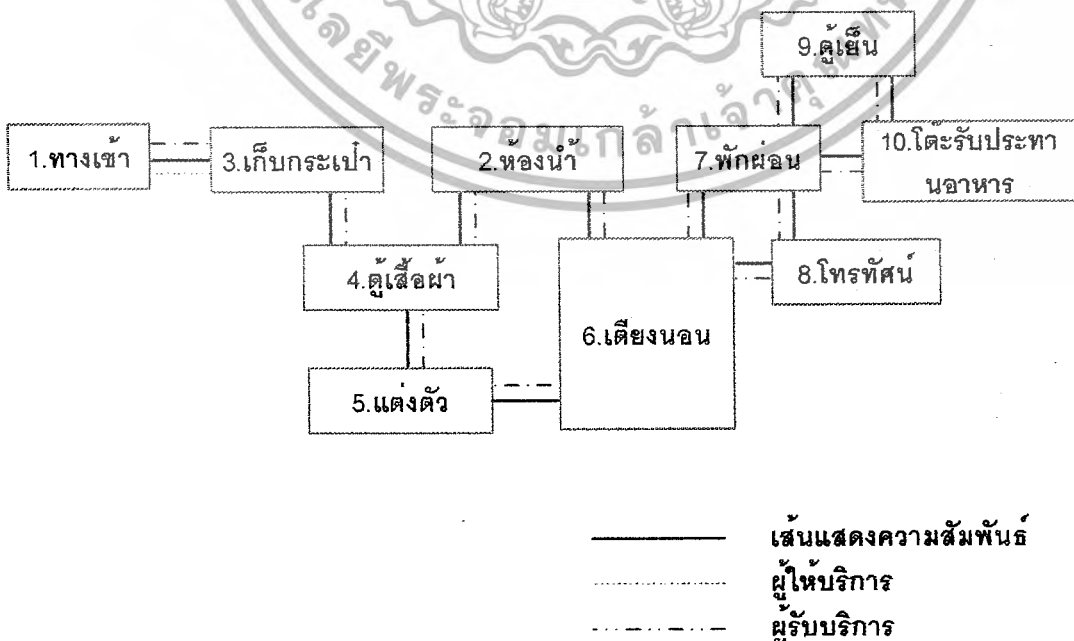 9.ตู้เย็น
1.ทางเข้า
3.เก็บกระเป๋า
2.ห้องน้ำ
7.พักผ่อน
10.โต๊ะรับประทา
นอาหาร
4.ตู้เสื้อผ้า
8.โทรทัศน์
6.เตียงนอน
5.แต่งตัว
เส้นแสดงความสัมพันธ์
ผู้ให้บริการ
ผู้รับบริการ